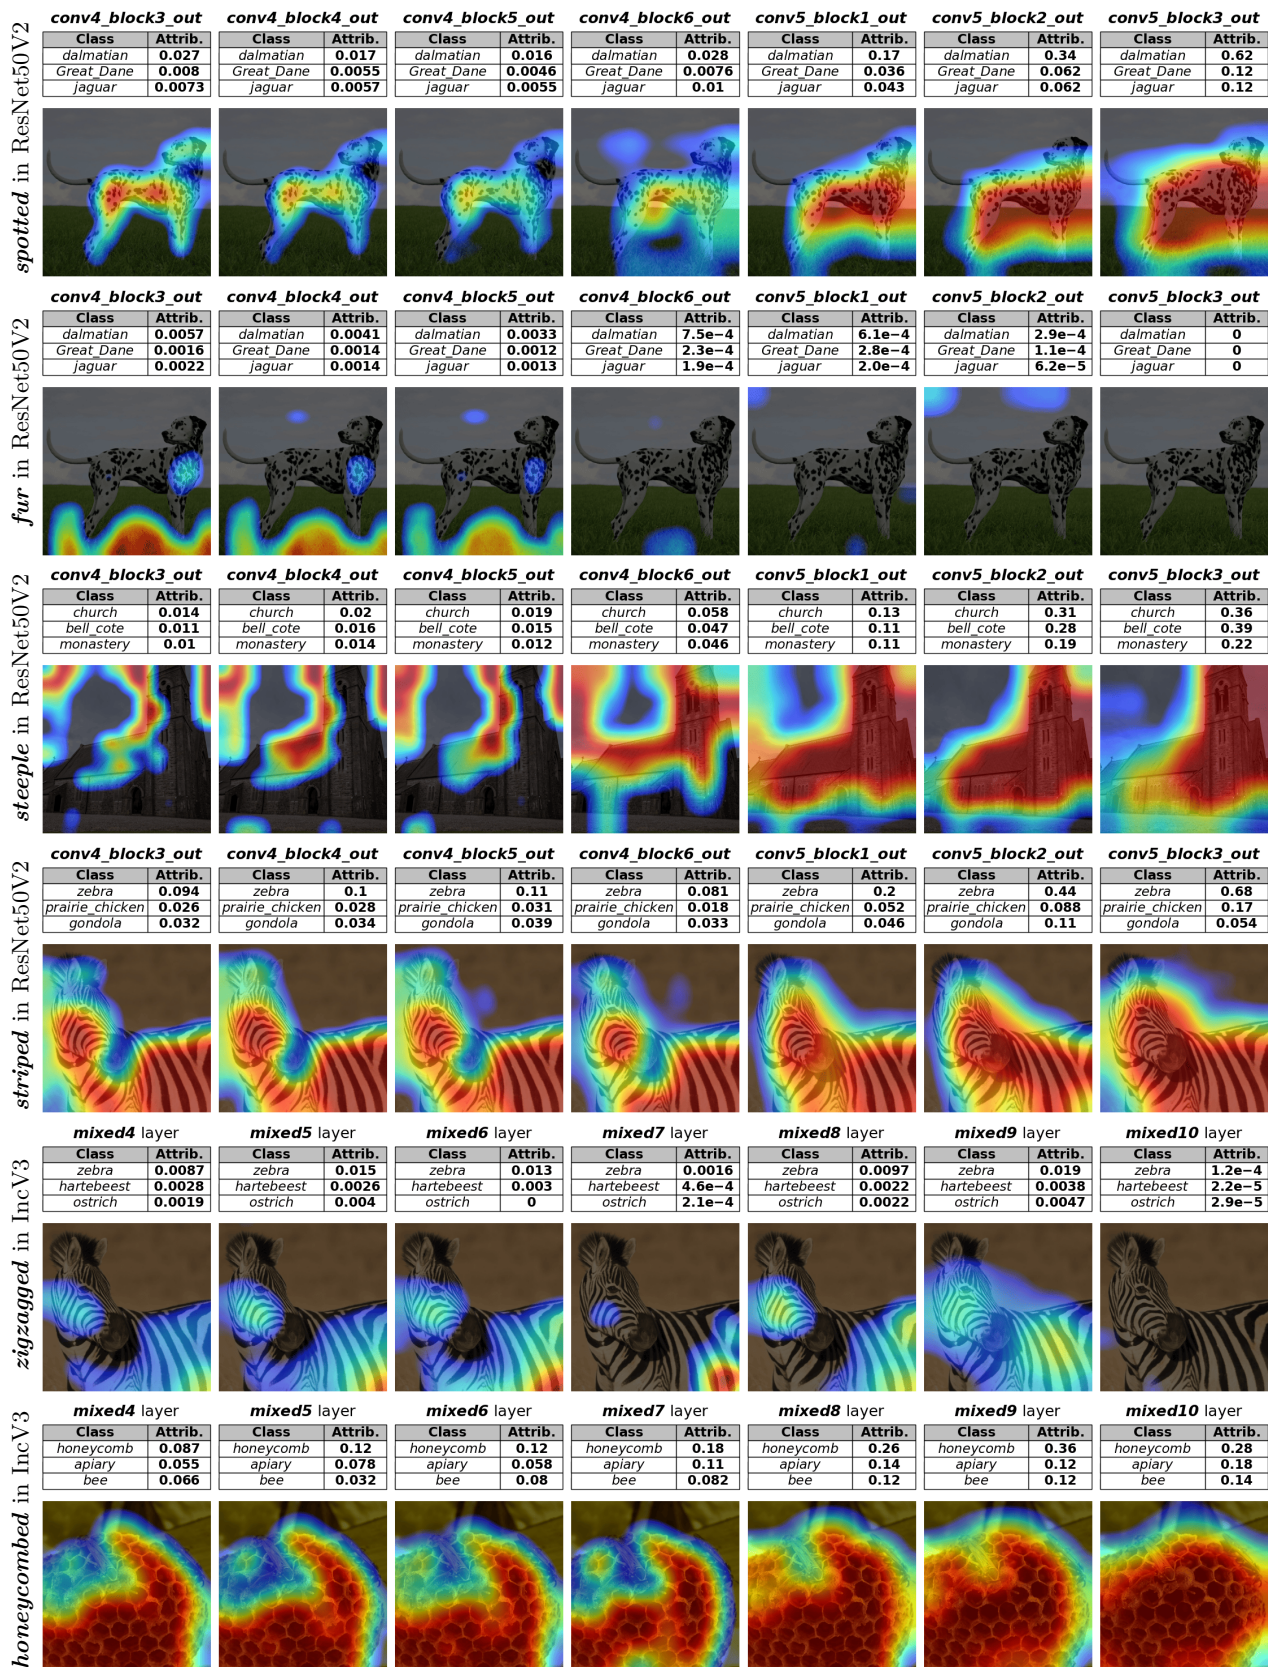 spotted in ResNet50V2
conv4_block3_out conv4_block4_out conv4_block5_out conv4_block6_out conv5_block1_out conv5_block2_out conv5_block3_out
Class Attrib. Class Attrib. Class Attrib. Class Attrib. Class Attrib. Class Attrib. Class Attrib.
dalmatian 0.027 dalmatian 0.017 dalmatian 0.016 dalmatian 0.028 dalmatian 0.17 dalmatian 0.34 dalmatian 0.62
Great_Dane 0.008 Great_Dane 0.0055 Great_Dane 0.0046 Great_Dane 0.0076 Great_Dane 0.036 Great_Dane 0.062 Great_Dane 0.12
jaguar 0.0073 jaguar 0.0057 jaguar 0.0055 jaguar 0.01 jaguar 0.043 jaguar 0.062 jaguar 0.12
fur in ResNet50V2
conv4_block3_out conv4_block4_out conv4_block5_out conv4_block6_out conv5_block1_out conv5_block2_out conv5_block3_out
Class Attrib. Class Attrib. Class Attrib. Class Attrib. Class Attrib. Class Attrib. Class Attrib.
dalmatian 0.0057 dalmatian 0.0041 dalmatian 0.0033 dalmatian 7.5e−4 dalmatian 6.1e−4 dalmatian 2.9e−4 dalmatian 0
Great_Dane 0.0016 Great_Dane 0.0014 Great_Dane 0.0012 Great_Dane 2.3e−4 Great_Dane 2.8e−4 Great_Dane 1.1e−4 Great_Dane 0
jaguar 0.0022 jaguar 0.0014 jaguar 0.0013 jaguar 1.9e−4 jaguar 2.0e−4 jaguar 6.2e−5 jaguar 0
steeple in ResNet50V2
conv4_block3_out conv4_block4_out conv4_block5_out conv4_block6_out conv5_block1_out conv5_block2_out conv5_block3_out
Class Attrib. Class Attrib. Class Attrib. Class Attrib. Class Attrib. Class Attrib. Class Attrib.
church 0.014 church 0.02 church 0.019 church 0.058 church 0.13 church 0.31 church 0.36
bell_cote 0.011 bell_cote 0.016 bell_cote 0.015 bell_cote 0.047 bell_cote 0.11 bell_cote 0.28 bell_cote 0.39
monastery 0.01 monastery 0.014 monastery 0.012 monastery 0.046 monastery 0.11 monastery 0.19 monastery 0.22
striped in ResNet50V2
conv4_block3_out conv4_block4_out conv4_block5_out conv4_block6_out conv5_block1_out conv5_block2_out conv5_block3_out
Class Attrib. Class Attrib. Class Attrib. Class Attrib. Class Attrib. Class Attrib. Class Attrib.
zebra 0.094 zebra 0.1 zebra 0.11 zebra 0.081 zebra 0.2 zebra 0.44 zebra 0.68
prairie_chicken 0.026 prairie_chicken 0.028 prairie_chicken 0.031 prairie_chicken 0.018 prairie_chicken 0.052 prairie_chicken 0.088 prairie_chicken 0.17
gondola 0.032 gondola 0.034 gondola 0.039 gondola 0.033 gondola 0.046 gondola 0.11 gondola 0.054
zigzagged in IncV3
mixed4 layer mixed5 layer mixed6 layer mixed7 layer mixed8 layer mixed9 layer mixed10 layer
Class Attrib. Class Attrib. Class Attrib. Class Attrib. Class Attrib. Class Attrib. Class Attrib.
zebra 0.0087 zebra 0.015 zebra 0.013 zebra 0.0016 zebra 0.0097 zebra 0.019 zebra 1.2e−4
hartebeest 0.0028 hartebeest 0.0026 hartebeest 0.003 hartebeest 4.6e−4 hartebeest 0.0022 hartebeest 0.0038 hartebeest 2.2e−5
ostrich 0.0019 ostrich 0.004 ostrich 0 ostrich 2.1e−4 ostrich 0.0022 ostrich 0.0047 ostrich 2.9e−5
honeycombed in IncV3
mixed4 layer mixed5 layer mixed6 layer mixed7 layer mixed8 layer mixed9 layer mixed10 layer
Class Attrib. Class Attrib. Class Attrib. Class Attrib. Class Attrib. Class Attrib. Class Attrib.
honeycomb 0.087 honeycomb 0.12 honeycomb 0.12 honeycomb 0.18 honeycomb 0.26 honeycomb 0.36 honeycomb 0.28
apiary 0.055 apiary 0.078 apiary 0.058 apiary 0.11 apiary 0.14 apiary 0.12 apiary 0.18
bee 0.066 bee 0.032 bee 0.08 bee 0.082 bee 0.12 bee 0.12 bee 0.14